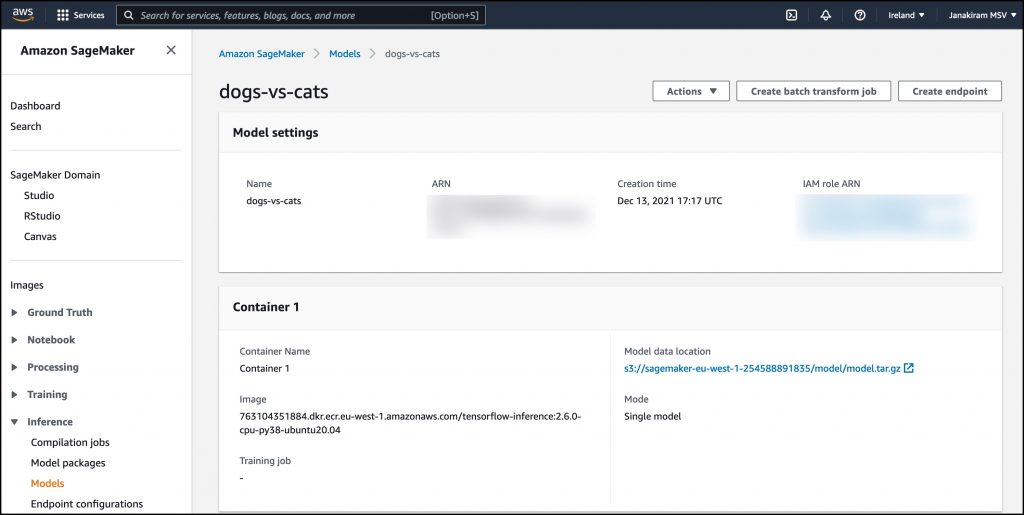 aws Services Search for services, features, blogs, docs, and more [Option+S] Ireland ▼ Janakiram MSV ▼
Amazon SageMaker ×
Dashboard
Search
SageMaker Domain
Studio
RStudio
Canvas
Images
Ground Truth
Notebook
Processing
Training
Inference
Compilation jobs
Model packages
Models
Endpoint configurations
Amazon SageMaker > Models > dogs-vs-cats
dogs-vs-cats
Actions ▼ Create batch transform job Create endpoint
Model settings
Name
dogs-vs-cats
ARN
Creation time
Dec 13, 2021 17:17 UTC
IAM role ARN
Container 1
Container Name
Container 1
Image
763104351884.dkr.ecr.eu-west-1.amazonaws.com/tensorflow-inference:2.6.0-
cpu-py38-ubuntu20.04
Training job
-
Model data location
s3://sagemaker-eu-west-1-254588891835/model/model.tar.gz
Mode
Single model